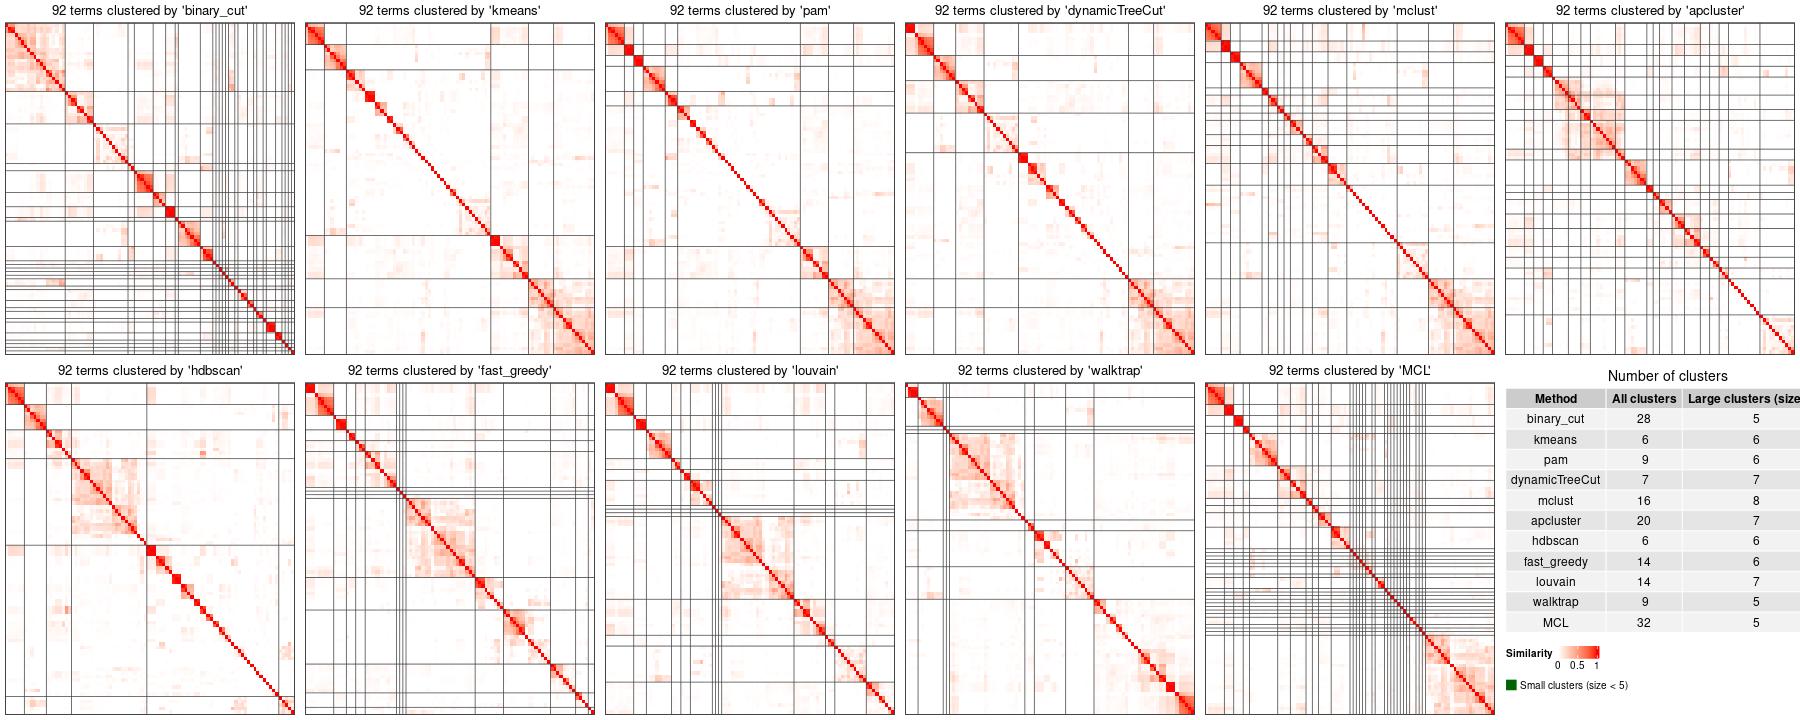 92 terms clustered by 'binary_cut'
92 terms clustered by 'kmeans'
92 terms clustered by 'pam'
92 terms clustered by 'dynamicTreeCut'
92 terms clustered by 'mclust'
92 terms clustered by 'apcluster'
92 terms clustered by 'hdbscan'
92 terms clustered by 'fast_greedy'
92 terms clustered by 'louvain'
92 terms clustered by 'walktrap'
92 terms clustered by 'MCL'
Number of clusters
Method All clusters Large clusters (size
binary_cut 28 5
kmeans 6 6
pam 9 6
dynamicTreeCut 7 7
mclust 16 8
apcluster 20 7
hdbscan 6 6
fast_greedy 14 6
louvain 14 7
walktrap 9 5
MCL 32 5
Similarity
0 0.5 1
Small clusters (size < 5)